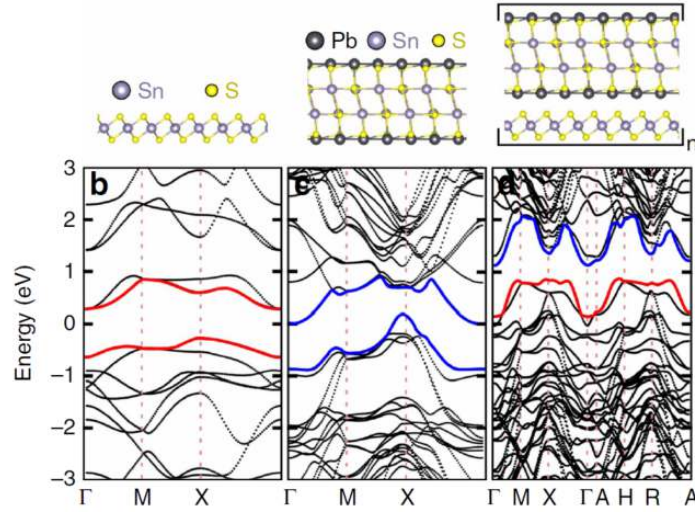 Pb Sn S
Sn S
n
b c d
3
2
1
0
−1
−2
−3
Energy (eV)
Γ M X Γ M X Γ M X Γ A H R A